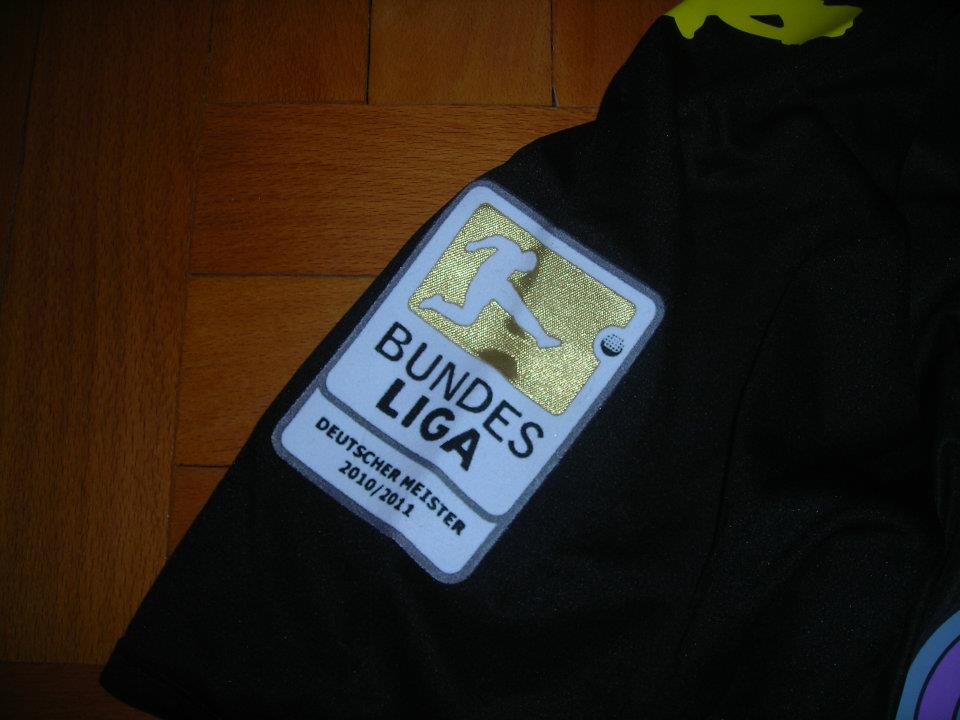 BUNDES
LIGA
DEUTSCHER MEISTER
2010/2011